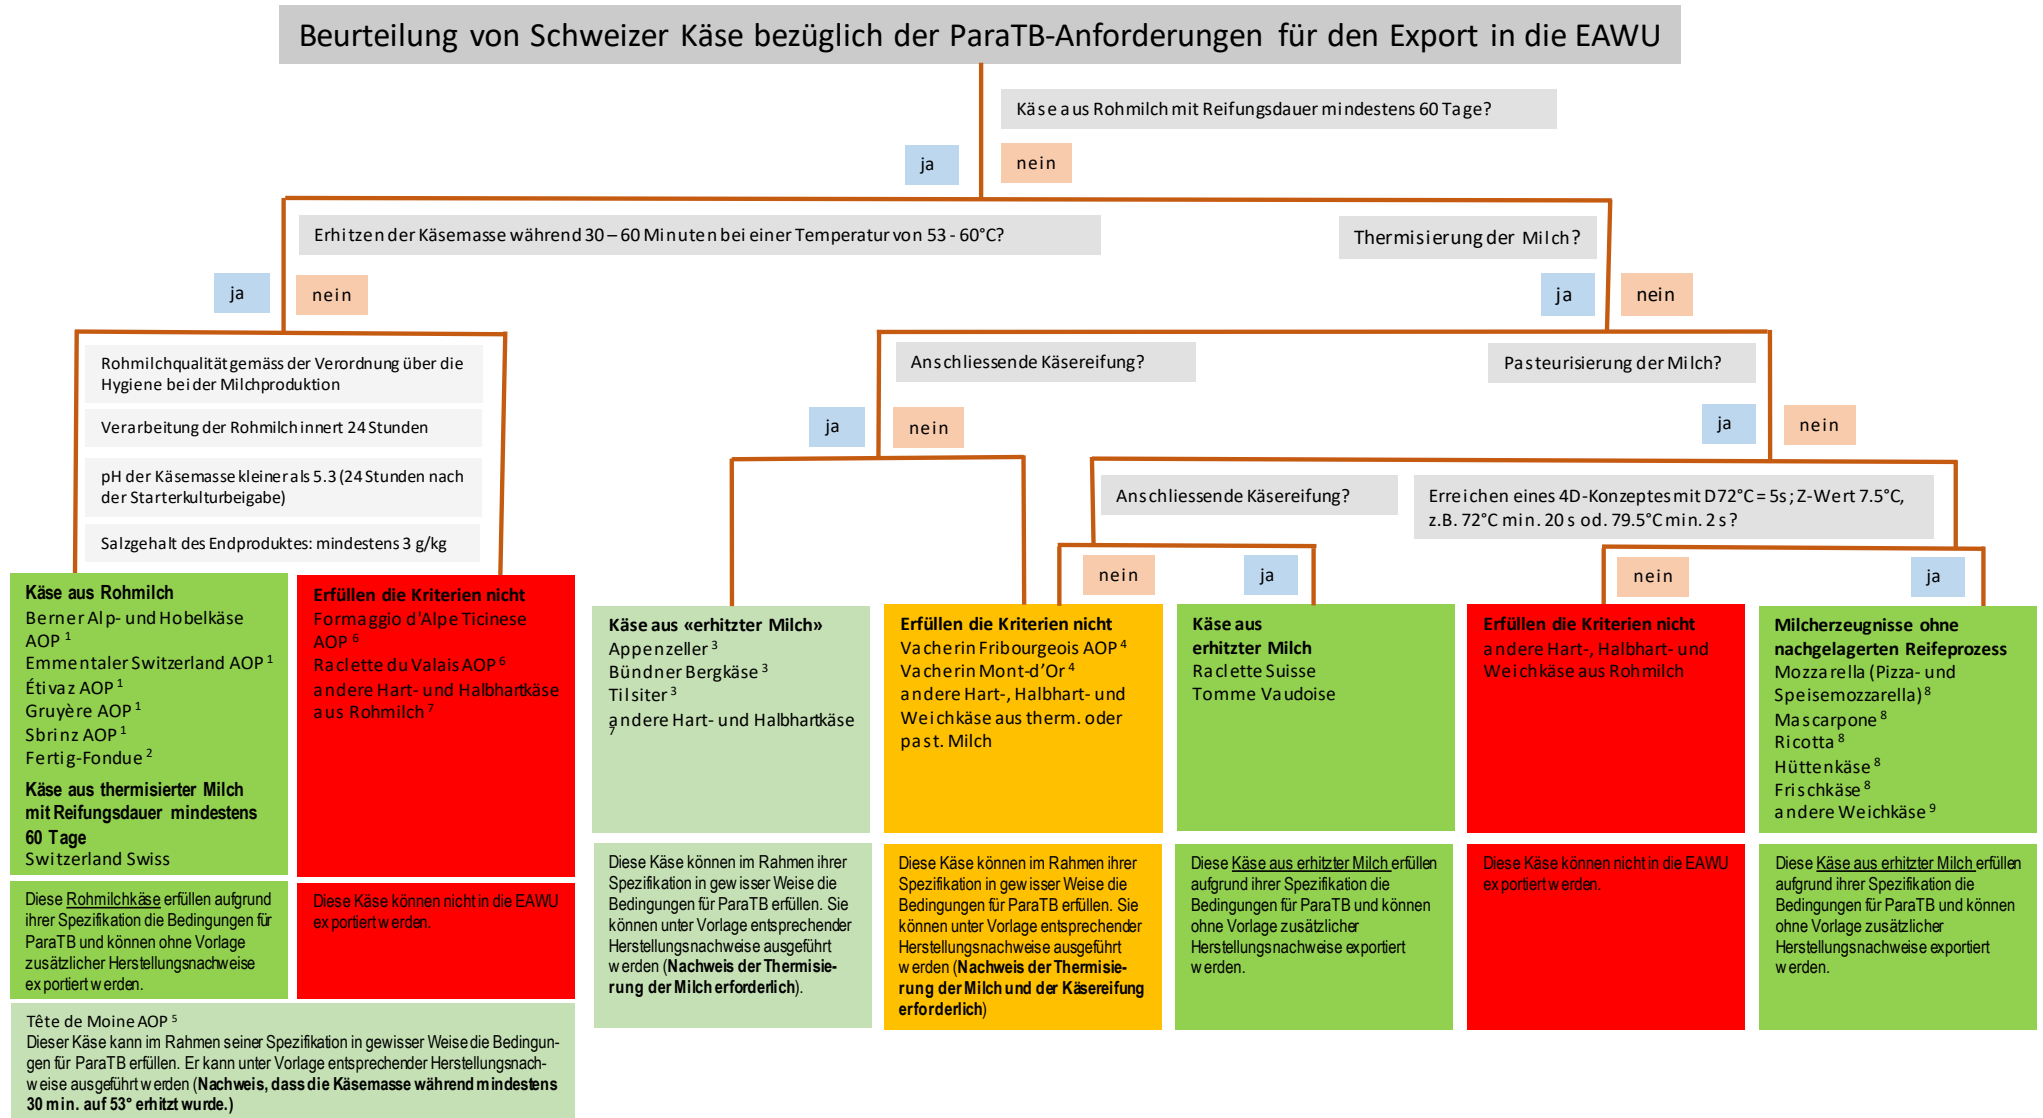 Beurteilung von Schweizer Käse bezüglich der ParaTB-Anforderungen für den Export in die EAWU
Käse aus Rohmilch mit Reifungsdauer mindestens 60 Tage?
ja
nein
Erhitzen der Käsemasse während 30 – 60 Minuten bei einer Temperatur von 53 - 60°C?
Thermisierung der Milch?
ja
nein
ja
nein
Rohmilchqualität gemäss der Verordnung über die
Hygiene bei der Milchproduktion
Verarbeitung der Rohmilch innert 24 Stunden
pH der Käsemasse kleiner als 5.3 (24 Stunden nach
der Starterkulturbeigabe)
Salzgehalt des Endproduktes: mindestens 3 g/kg
Anschliessende Käsereifung?
Pasteurisierung der Milch?
ja
nein
ja
nein
Anschliessende Käsereifung?
Erreichen eines 4D-Konzeptes mit D72°C = 5s; Z-Wert 7.5°C,
z.B. 72°C min. 20 s od. 79.5°C min. 2 s?
nein
ja
nein
ja
Käse aus Rohmilch
Berner Alp- und Hobelkäse
AOP 1
Emmentaler Switzerland AOP 1
Étivaz AOP 1
Gruyère AOP 1
Sbrinz AOP 1
Fertig-Fondue 2
Käse aus thermisierter Milch
mit Reifungsdauer mindestens
60 Tage
Switzerland Swiss
Diese Rohmilchkäse erfüllen aufgrund
ihrer Spezifikation die Bedingungen für
ParaTB und können ohne Vorlage
zusätzlicher Herstellungsnachweise
exportiert werden.
Erfüllen die Kriterien nicht
Formaggio d'Alpe Ticinese
AOP 6
Raclette du Valais AOP 6
andere Hart- und Halbhartkäse
aus Rohmilch 7
Diese Käse können nicht in die EAWU
exportiert werden.
Tête de Moine AOP 5
Dieser Käse kann im Rahmen seiner Spezifikation in gewisser Weise die Bedingun-
gen für ParaTB erfüllen. Er kann unter Vorlage entsprechender Herstellungsnach-
weise ausgeführt werden (Nachweis, dass die Käsemasse während mindestens
30 min. auf 53° erhitzt wurde.)
Käse aus «erhitzter Milch»
Appenzeller 3
Bündner Bergkäse 3
Tilsiter 3
andere Hart- und Halbhartkäse
7
Diese Käse können im Rahmen ihrer
Spezifikation in gewisser Weise die
Bedingungen für ParaTB erfüllen. Sie
können unter Vorlage entsprechender
Herstellungsnachweise ausgeführt
werden (Nachweis der Thermisie-
rung der Milch erforderlich).
Erfüllen die Kriterien nicht
Vacherin Fribourgeois AOP 4
Vacherin Mont-d’Or 4
andere Hart-, Halbhart- und
Weichkäse aus therm. oder
past. Milch
Diese Käse können im Rahmen ihrer
Spezifikation in gewisser Weise die
Bedingungen für ParaTB erfüllen. Sie
können unter Vorlage entsprechender
Herstellungsnachweise ausgeführt
werden (Nachweis der Thermisie-
rung der Milch und der Käsereifung
erforderlich)
Käse aus
erhitzter Milch
Raclette Suisse
Tomme Vaudoise
Diese Käse aus erhitzter Milch erfüllen
aufgrund ihrer Spezifikation die
Bedingungen für ParaTB und können
ohne Vorlage zusätzlicher
Herstellungsnachweise exportiert
werden.
Erfüllen die Kriterien nicht
andere Hart-, Halbhart- und
Weichkäse aus Rohmilch
Diese Käse können nicht in die EAWU
exportiert werden.
Milcherzeugnisse ohne
nachgelagerten Reifeprozess
Mozzarella (Pizza- und
Speisemozzarella) 8
Mascarpone 8
Ricotta 8
Hüttenkäse 8
Frischkäse 8
andere Weichkäse 9
Diese Käse aus erhitzter Milch erfüllen
aufgrund ihrer Spezifikation die
Bedingungen für ParaTB und können
ohne Vorlage zusätzlicher
Herstellungsnachweise exportiert
werden.